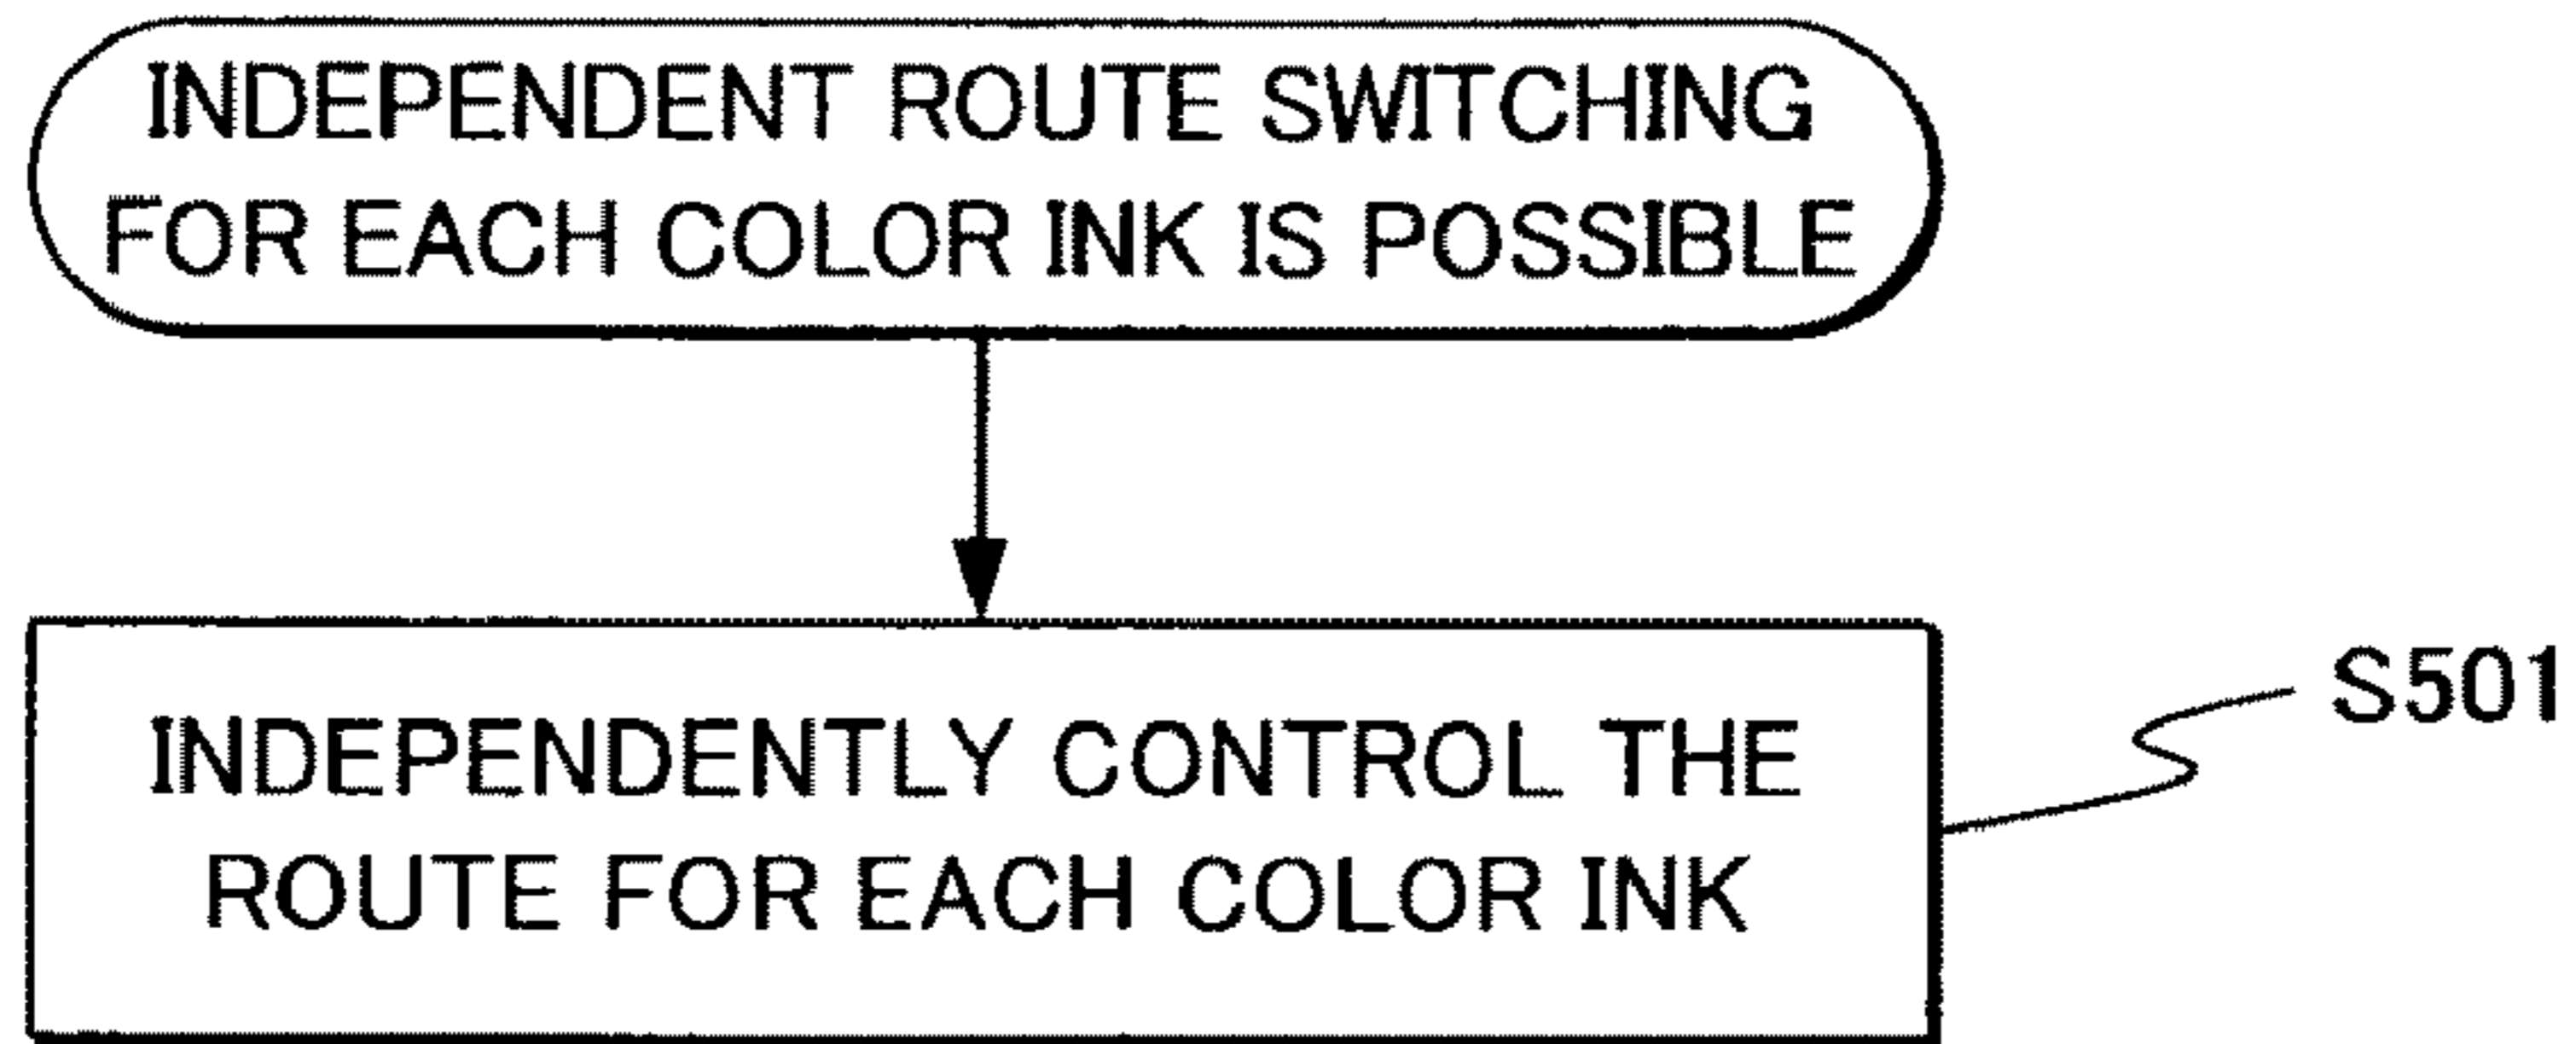 INDEPENDENT ROUTE SWITCHING
FOR EACH COLOR INK IS POSSIBLE
INDEPENDENTLY CONTROL THE
ROUTE FOR EACH COLOR INK
S501